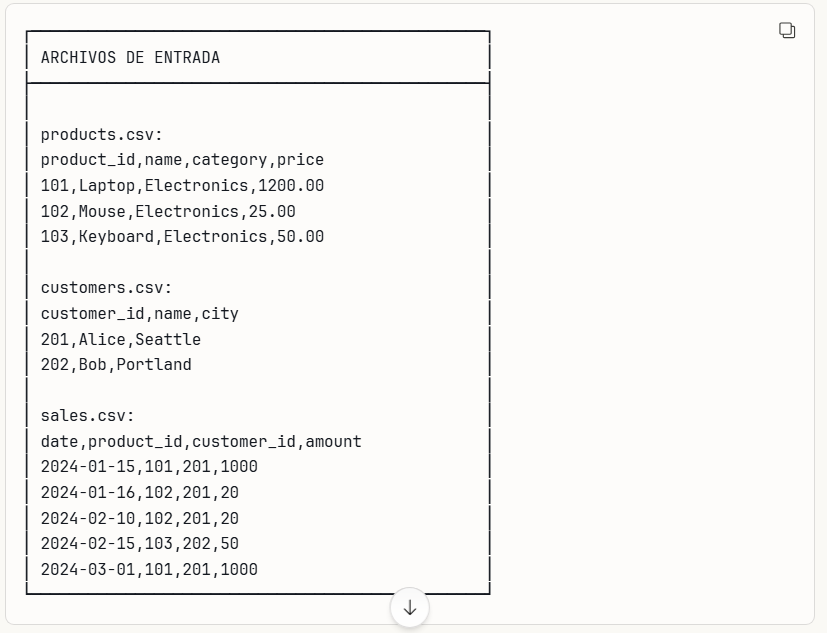 ARCHIVOS DE ENTRADA
products.csv:
product_id,name,category,price
101,Laptop,Electronics,1200.00
102,Mouse,Electronics,25.00
103,Keyboard,Electronics,50.00
customers.csv:
customer_id,name,city
201,Alice,Seattle
202,Bob,Portland
sales.csv:
date,product_id,customer_id,amount
2024-01-15,101,201,1000
2024-01-16,102,201,20
2024-02-10,102,201,20
2024-02-15,103,202,50
2024-03-01,101,201,1000